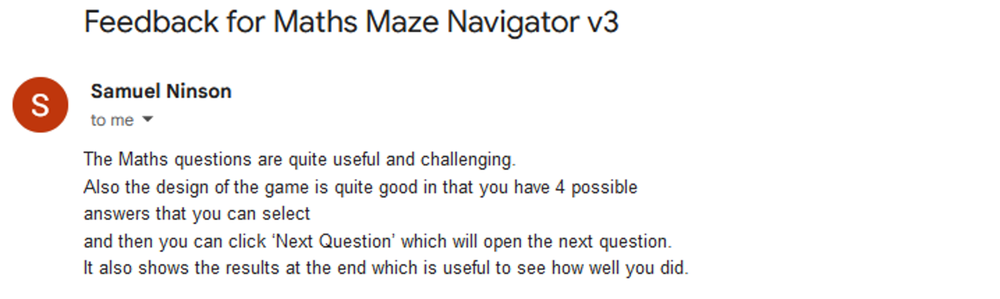 Feedback for Maths Maze Navigator v3
S
Samuel Ninson
to me
The Maths questions are quite useful and challenging.
Also the design of the game is quite good in that you have 4 possible
answers that you can select
and then you can click ‘Next Question’ which will open the next question.
It also shows the results at the end which is useful to see how well you did.